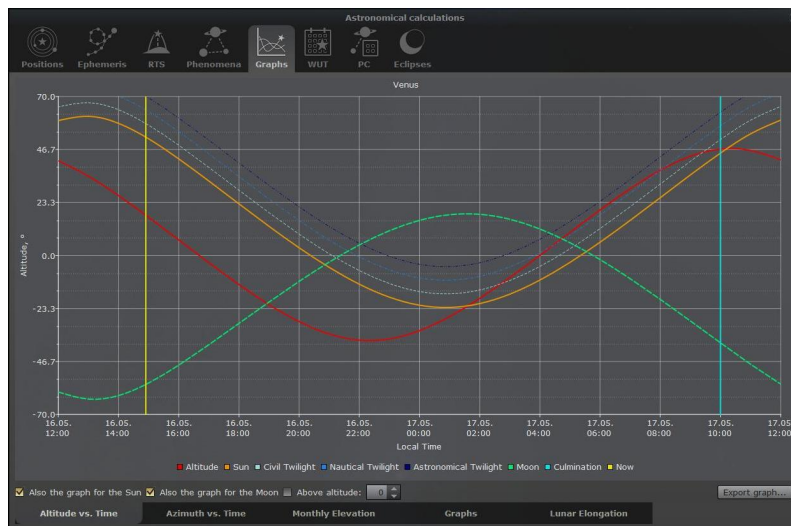 Astronomical calculations
Positions Ephemeris RTS Phenomena Graphs WUT PC Eclipses
Venus
70.0
46.7
23.3
0.0
-23.3
-46.7
-70.0
Altitude, °
16.05. 16.05. 16.05. 16.05. 16.05. 16.05. 17.05. 17.05. 17.05. 17.05. 17.05. 17.05. 17.05
12:00 14:00 16:00 18:00 20:00 22:00 00:00 02:00 04:00 06:00 08:00 10:00 12:00
Local Time
Altitude Sun Civil Twilight Nautical Twilight Astronomical Twilight Moon Culmination Now
Also the graph for the Sun Also the graph for the Moon Above altitude: 0 Export graph...
Altitude vs. Time Azimuth vs. Time Monthly Elevation Graphs Lunar Elongation